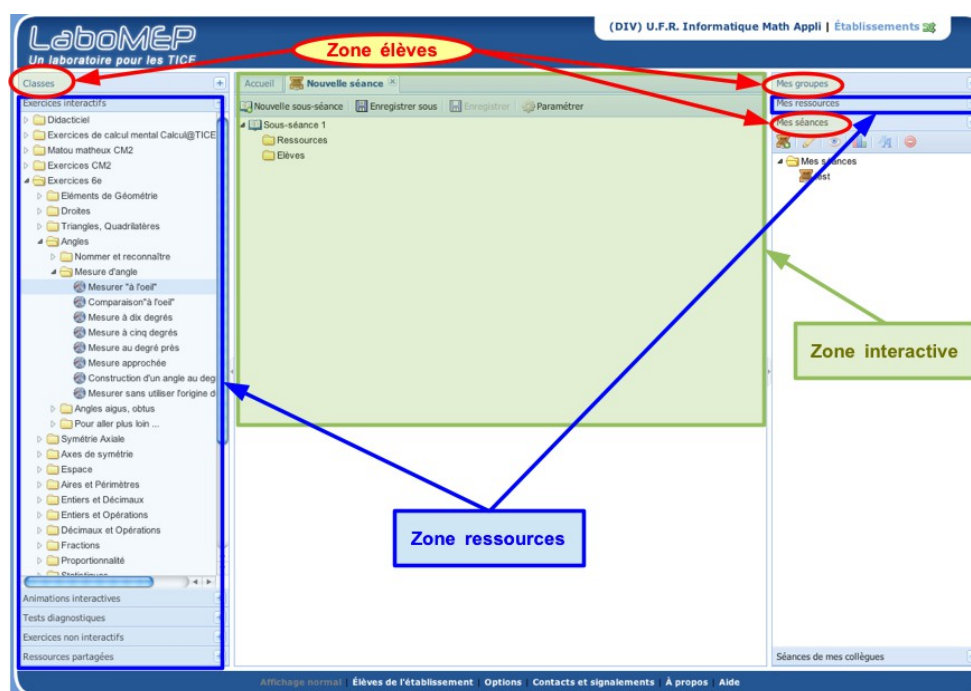 LaboMEP
Un laboratoire pour les TICE
(DIV) U.F.R. Informatique Math Appli | Établissements
Zone élèves
Classes
Exercices interactifs
Didacticiel
Exercices de calcul mental Calcul@TICE
Matou matheux CM2
Exercices CM2
Exercices 6e
Eléments de Géométrie
Droites
Triangles, Quadrilatères
Angles
Nommer et reconnaître
Mesure d'angle
Mesurer "à l'oeil"
Comparaison"à l'oeil"
Mesure à dix degrés
Mesure à cinq degrés
Mesure au degré près
Mesure approchée
Construction d'un angle au deg
Mesurer sans utiliser l'origine d
Angles aigus, obtus
Pour aller plus loin ...
Symétrie Axiale
Axes de symétrie
Espace
Aires et Périmètres
Entiers et Décimaux
Entiers et Opérations
Décimaux et Opérations
Fractions
Proportionnalité
Statistiques
Animations interactives
Tests diagnostiques
Exercices non interactifs
Ressources partagées
Accueil
Nouvelle séance
Nouvelle sous-séance
Enregistrer sous
Enregistrer
Paramétrer
Sous-séance 1
Ressources
Elèves
Mes groupes
Mes ressources
Mes séances
Mes séances
Zone interactive
Zone ressources
Séances de mes collègues
Affichage normal | Élèves de l'établissement | Options | Contacts et signalements | À propos | Aide